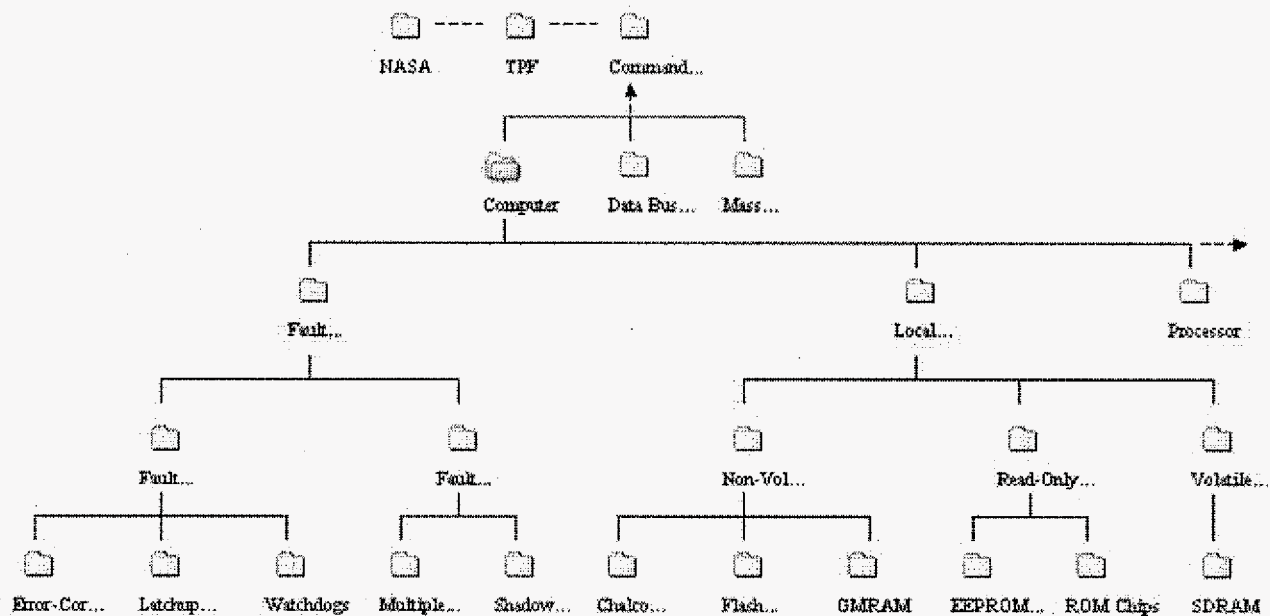 NASA TPF Command...
Computer Data Bus... Mass...
Fault... Local... Processor
Fault... Fault... Non-Vol... Read-Only... Volatile...
Error-Cor... Latchup... Watchdogs Multiple... Shadow... Chalco... Flash... GMRAM EEPROM... ROM Chips SDRAM